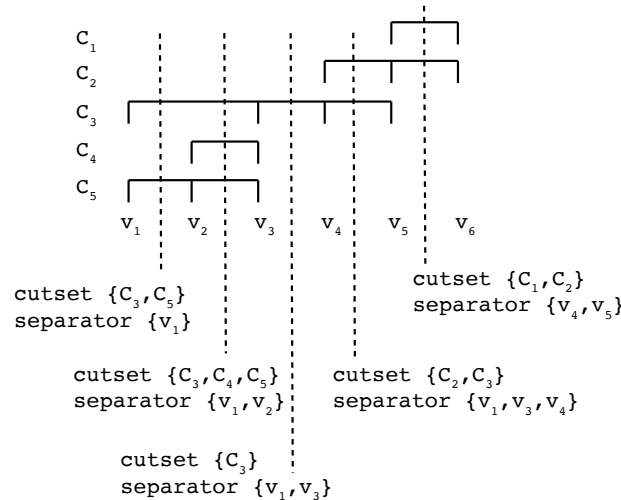 C₁
C₂
C₃
C₄
C₅
v₁ v₂ v₃ v₄ v₅ v₆
cutset {C₃,C₅}
separator {v₁}
cutset {C₁,C₂}
separator {v₄,v₅}
cutset {C₃,C₄,C₅}
separator {v₁,v₂}
cutset {C₂,C₃}
separator {v₁,v₃,v₄}
cutset {C₃}
separator {v₁,v₃}